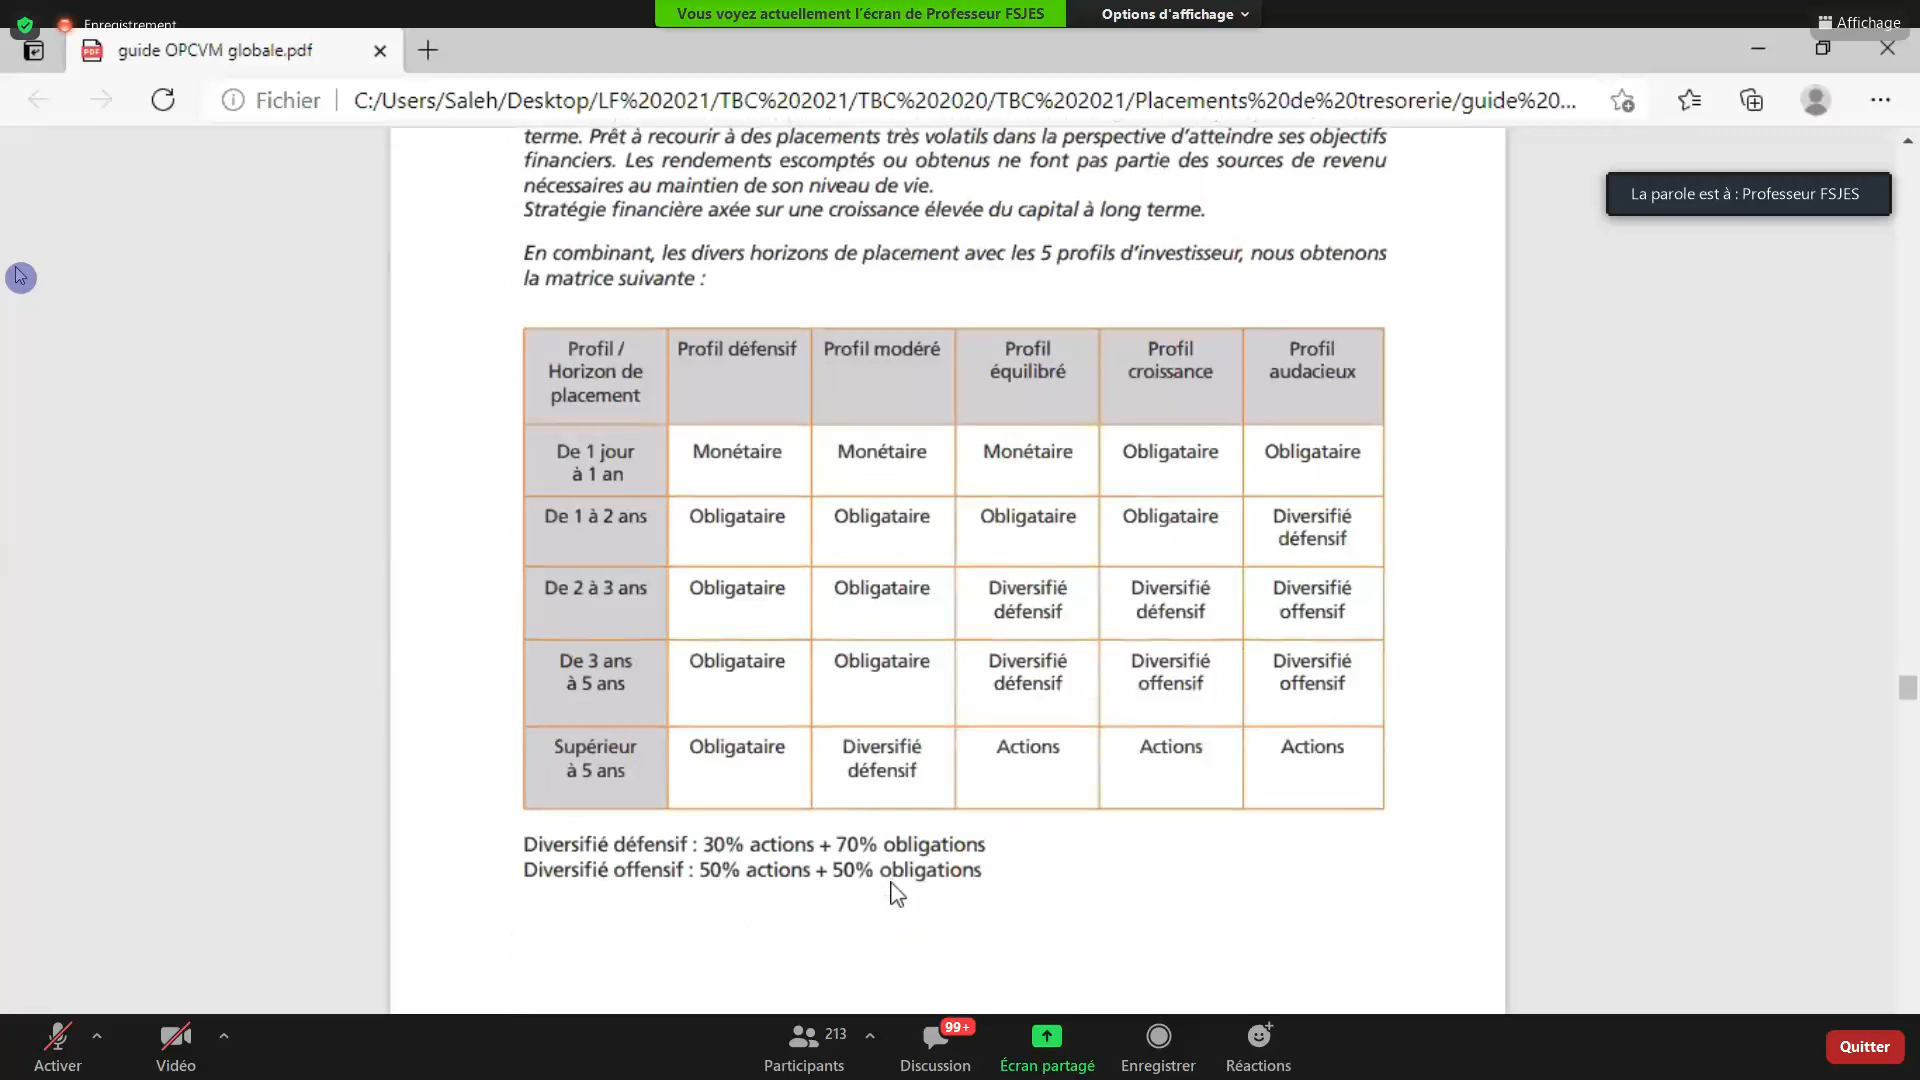 Enregistrement
Vous voyez actuellement l'écran de Professeur FSJES
Options d'affichage
Affichage
guide OPCVM globale.pdf
Fichier
C:/Users/Saleh/Desktop/LF%202021/TBC%202021/TBC%202020/TBC%202021/Placements%20de%20tresorerie/guide%20...
La parole est à : Professeur FSJES
terme. Prêt à recourir à des placements très volatils dans la perspective d'atteindre ses objectifs
financiers. Les rendements escomptés ou obtenus ne font pas partie des sources de revenu
nécessaires au maintien de son niveau de vie.
Stratégie financière axée sur une croissance élevée du capital à long terme.
En combinant, les divers horizons de placement avec les 5 profils d'investisseur, nous obtenons
la matrice suivante :
Profil / Horizon de placement Profil défensif Profil modéré Profil équilibré Profil croissance Profil audacieux
De 1 jour à 1 an Monétaire Monétaire Monétaire Obligataire Obligataire
De 1 à 2 ans Obligataire Obligataire Obligataire Obligataire Diversifié défensif
De 2 à 3 ans Obligataire Obligataire Diversifié défensif Diversifié défensif Diversifié offensif
De 3 ans à 5 ans Obligataire Obligataire Diversifié défensif Diversifié offensif Diversifié offensif
Supérieur à 5 ans Obligataire Diversifié défensif Actions Actions Actions
Diversifié défensif : 30% actions + 70% obligations
Diversifié offensif : 50% actions + 50% obligations
Activer
Vidéo
213
Participants
99+
Discussion
Écran partagé
Enregistrer
Réactions
Quitter